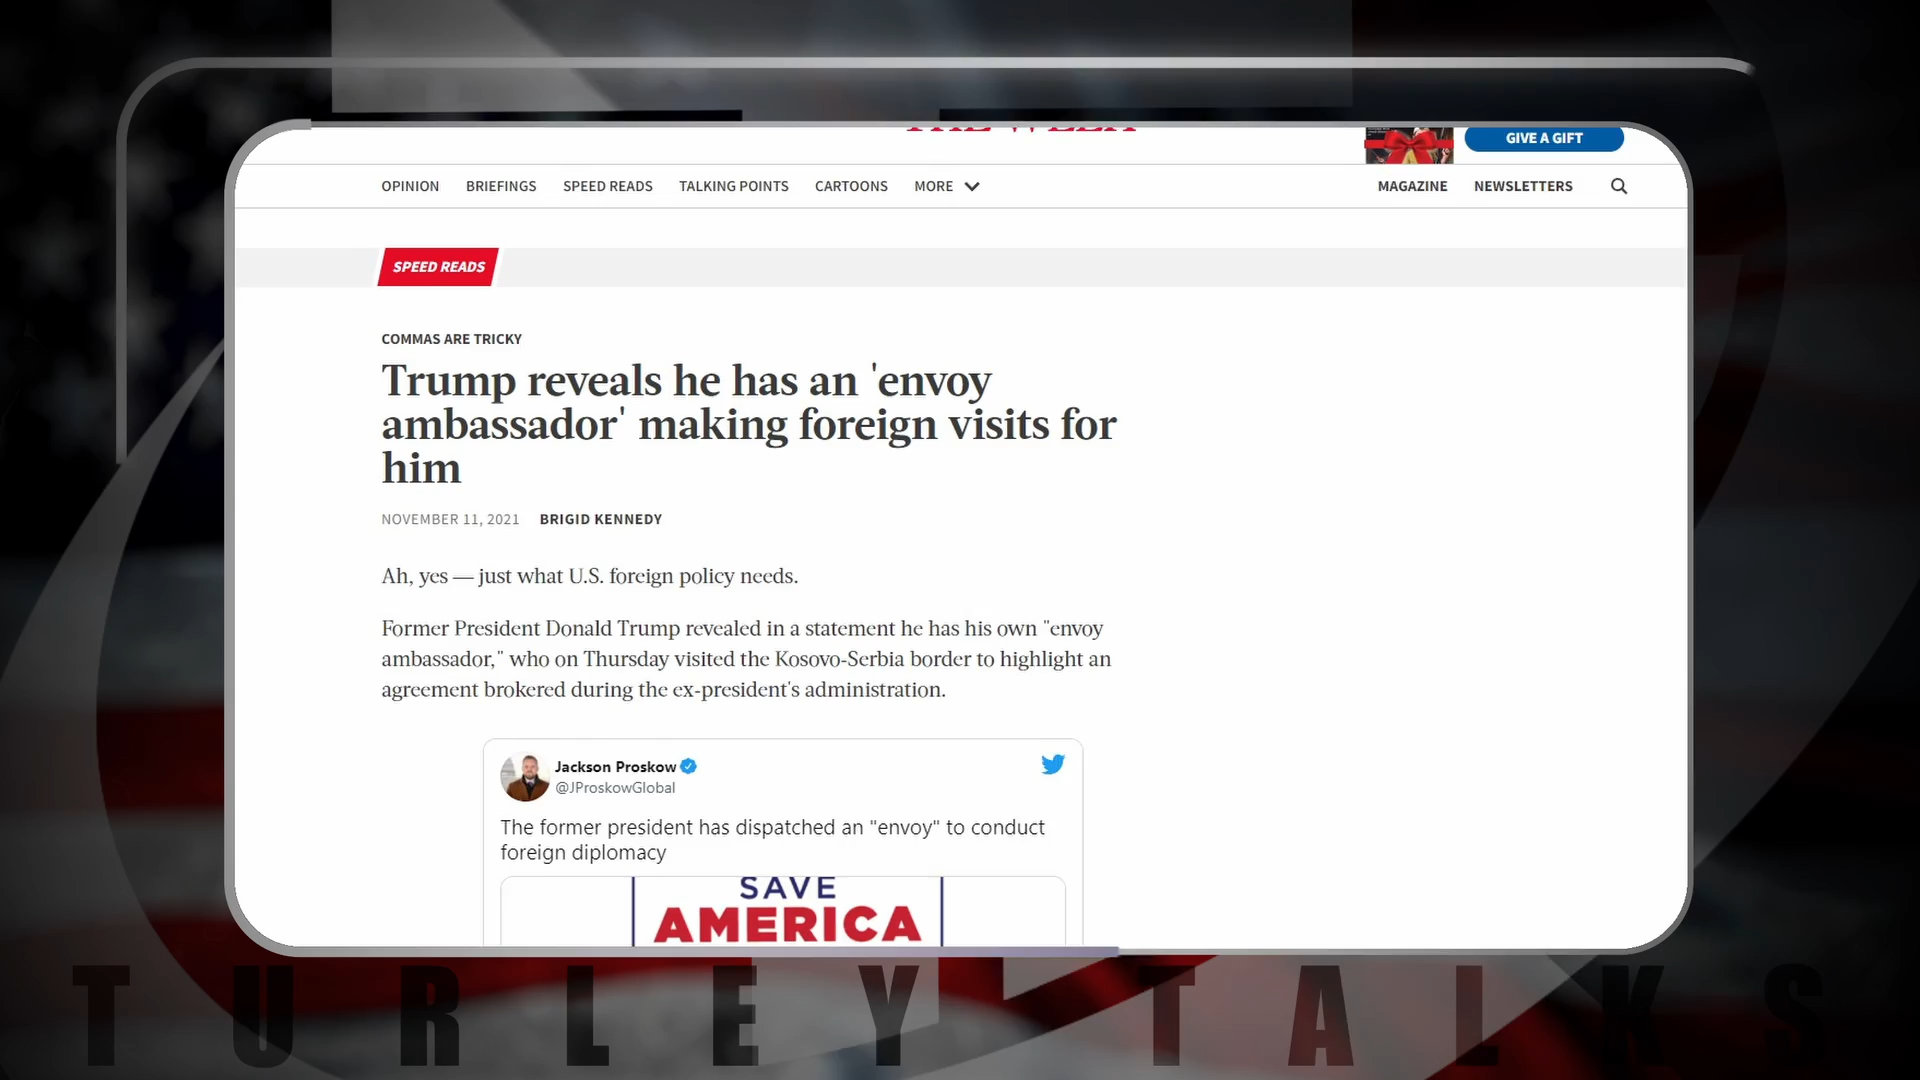 THE WEEK
GIVE A GIFT
OPINION BRIEFINGS SPEED READS TALKING POINTS CARTOONS MORE MAGAZINE NEWSLETTERS
SPEED READS
COMMAS ARE TRICKY
Trump reveals he has an 'envoy
ambassador' making foreign visits for
him
NOVEMBER 11, 2021 BRIGID KENNEDY
Ah, yes — just what U.S. foreign policy needs.
Former President Donald Trump revealed in a statement he has his own "envoy
ambassador," who on Thursday visited the Kosovo-Serbia border to highlight an
agreement brokered during the ex-president's administration.
Jackson Proskow
@JProskowGlobal
The former president has dispatched an "envoy" to conduct
foreign diplomacy
SAVE
AMERICA
TURLEY TALKS